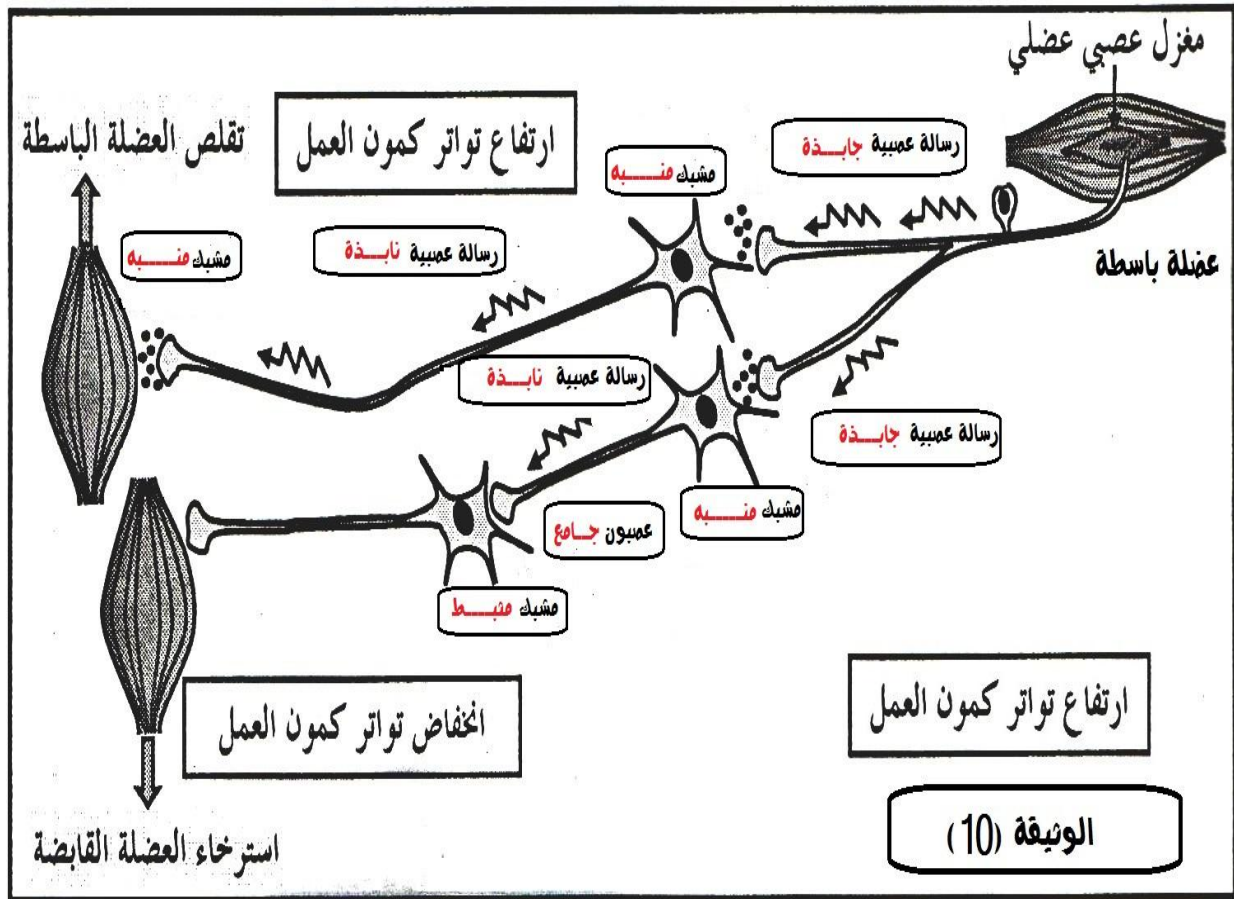 مغزل عصبي عضلي
ارتفاع تواتر كمون العمل
تقلص العضلة الباسطة
رسالة عصبية جابذة
مشبك منبه
رسالة عصبية نابذة
مشبك منبه
عضلة باسطة
رسالة عصبية نابذة
رسالة عصبية جابذة
مشبك منبه
عصبون جامع
مشبك مثبط
ارتفاع تواتر كمون العمل
انخفاض تواتر كمون العمل
الوثيقة (10)
استرخاء العضلة القابضة